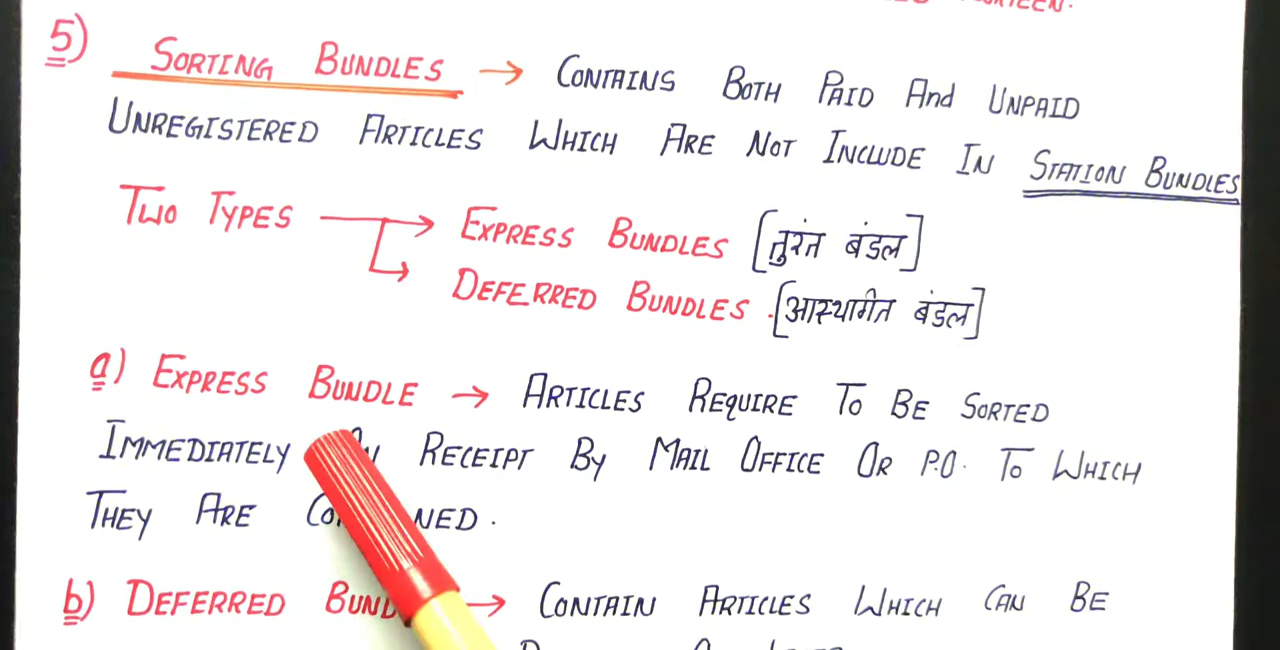 5) SORTING BUNDLES → CONTAINS BOTH PAID And UNPAID
UNREGISTERED ARTICLES WHICH ARE NOT INCLUDE IN STATION BUNDLES
TWO TYPES → EXPRESS BUNDLES [तुरंत बंडल]
DEFERRED BUNDLES. [आस्थागित बंडल]
a) EXPRESS BUNDLE → ARTICLES REQUIRE TO BE SORTED
IMMEDIATELY RECEIPT BY MAIL OFFICE OR P.O. TO WHICH
THEY ARE
b) DEFERRED → CONTAIN ARTICLES WHICH CAN BE